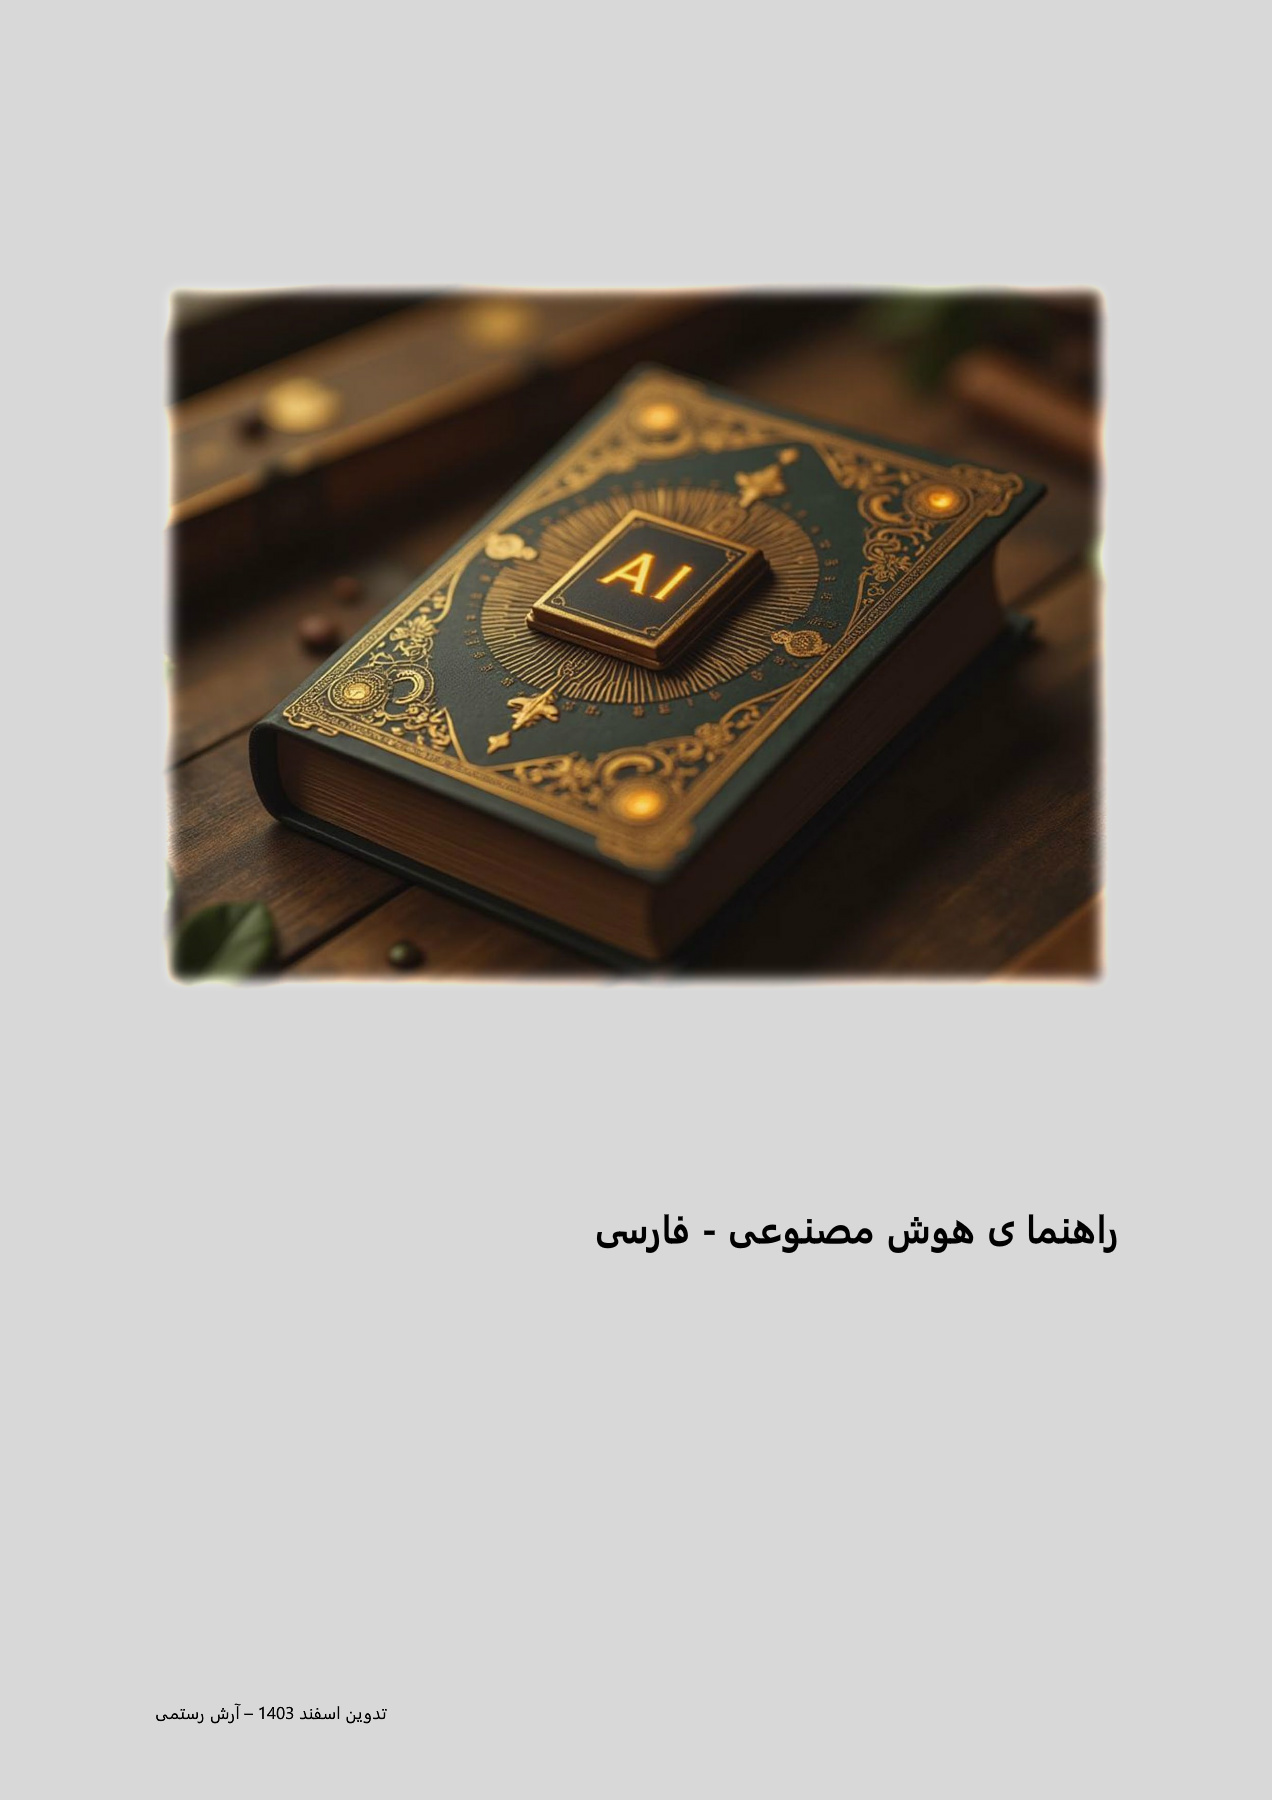 AI
راهنما ی هوش مصنوعی - فارسی
تدوین اسفند 1403 – آرش رستمی